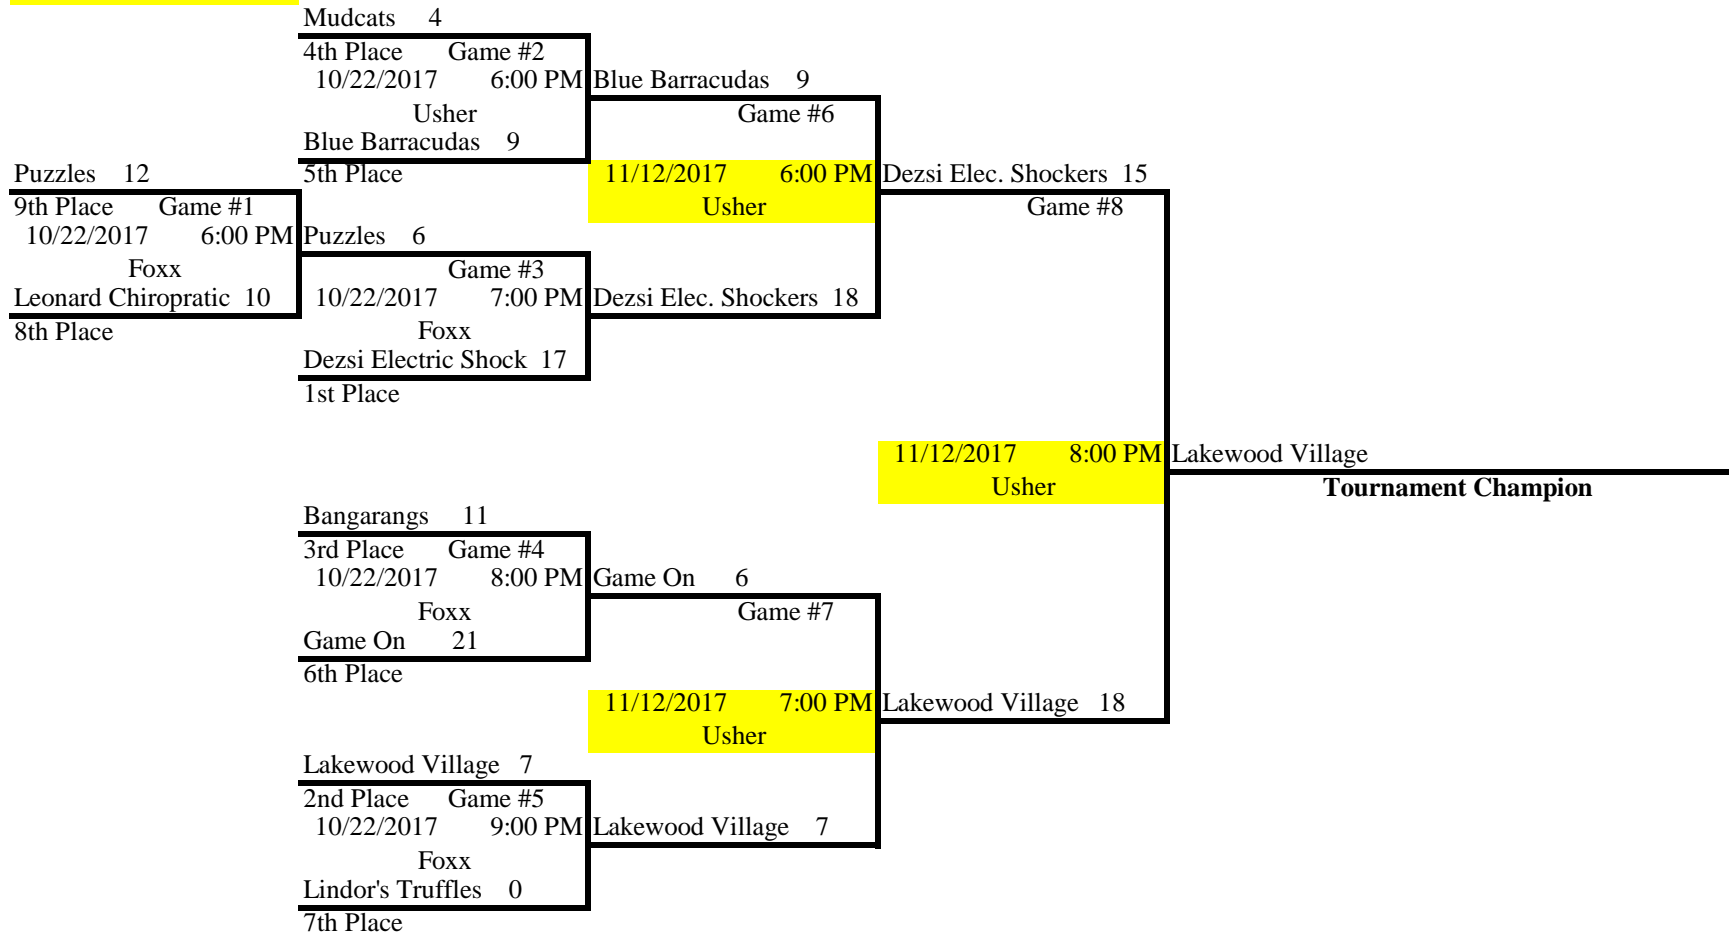 Mudcats 4
4th Place Game #2
10/22/2017 6:00 PM Blue Barracudas 9
Usher Game #6
Blue Barracudas 9
Puzzles 12 5th Place 11/12/2017 6:00 PM Dezsi Elec. Shockers 15
9th Place Game #1 Usher Game #8
10/22/2017 6:00 PM Puzzles 6
Foxx Game #3
Leonard Chiropratic 10 10/22/2017 7:00 PM Dezsi Elec. Shockers 18
8th Place Foxx
Dezsi Electric Shock 17
1st Place
11/12/2017 8:00 PM Lakewood Village
Usher Tournament Champion
Bangarangs 11
3rd Place Game #4
10/22/2017 8:00 PM Game On 6
Foxx Game #7
Game On 21
6th Place
11/12/2017 7:00 PM Lakewood Village 18
Usher
Lakewood Village 7
2nd Place Game #5
10/22/2017 9:00 PM Lakewood Village 7
Foxx
Lindor's Truffles 0
7th Place